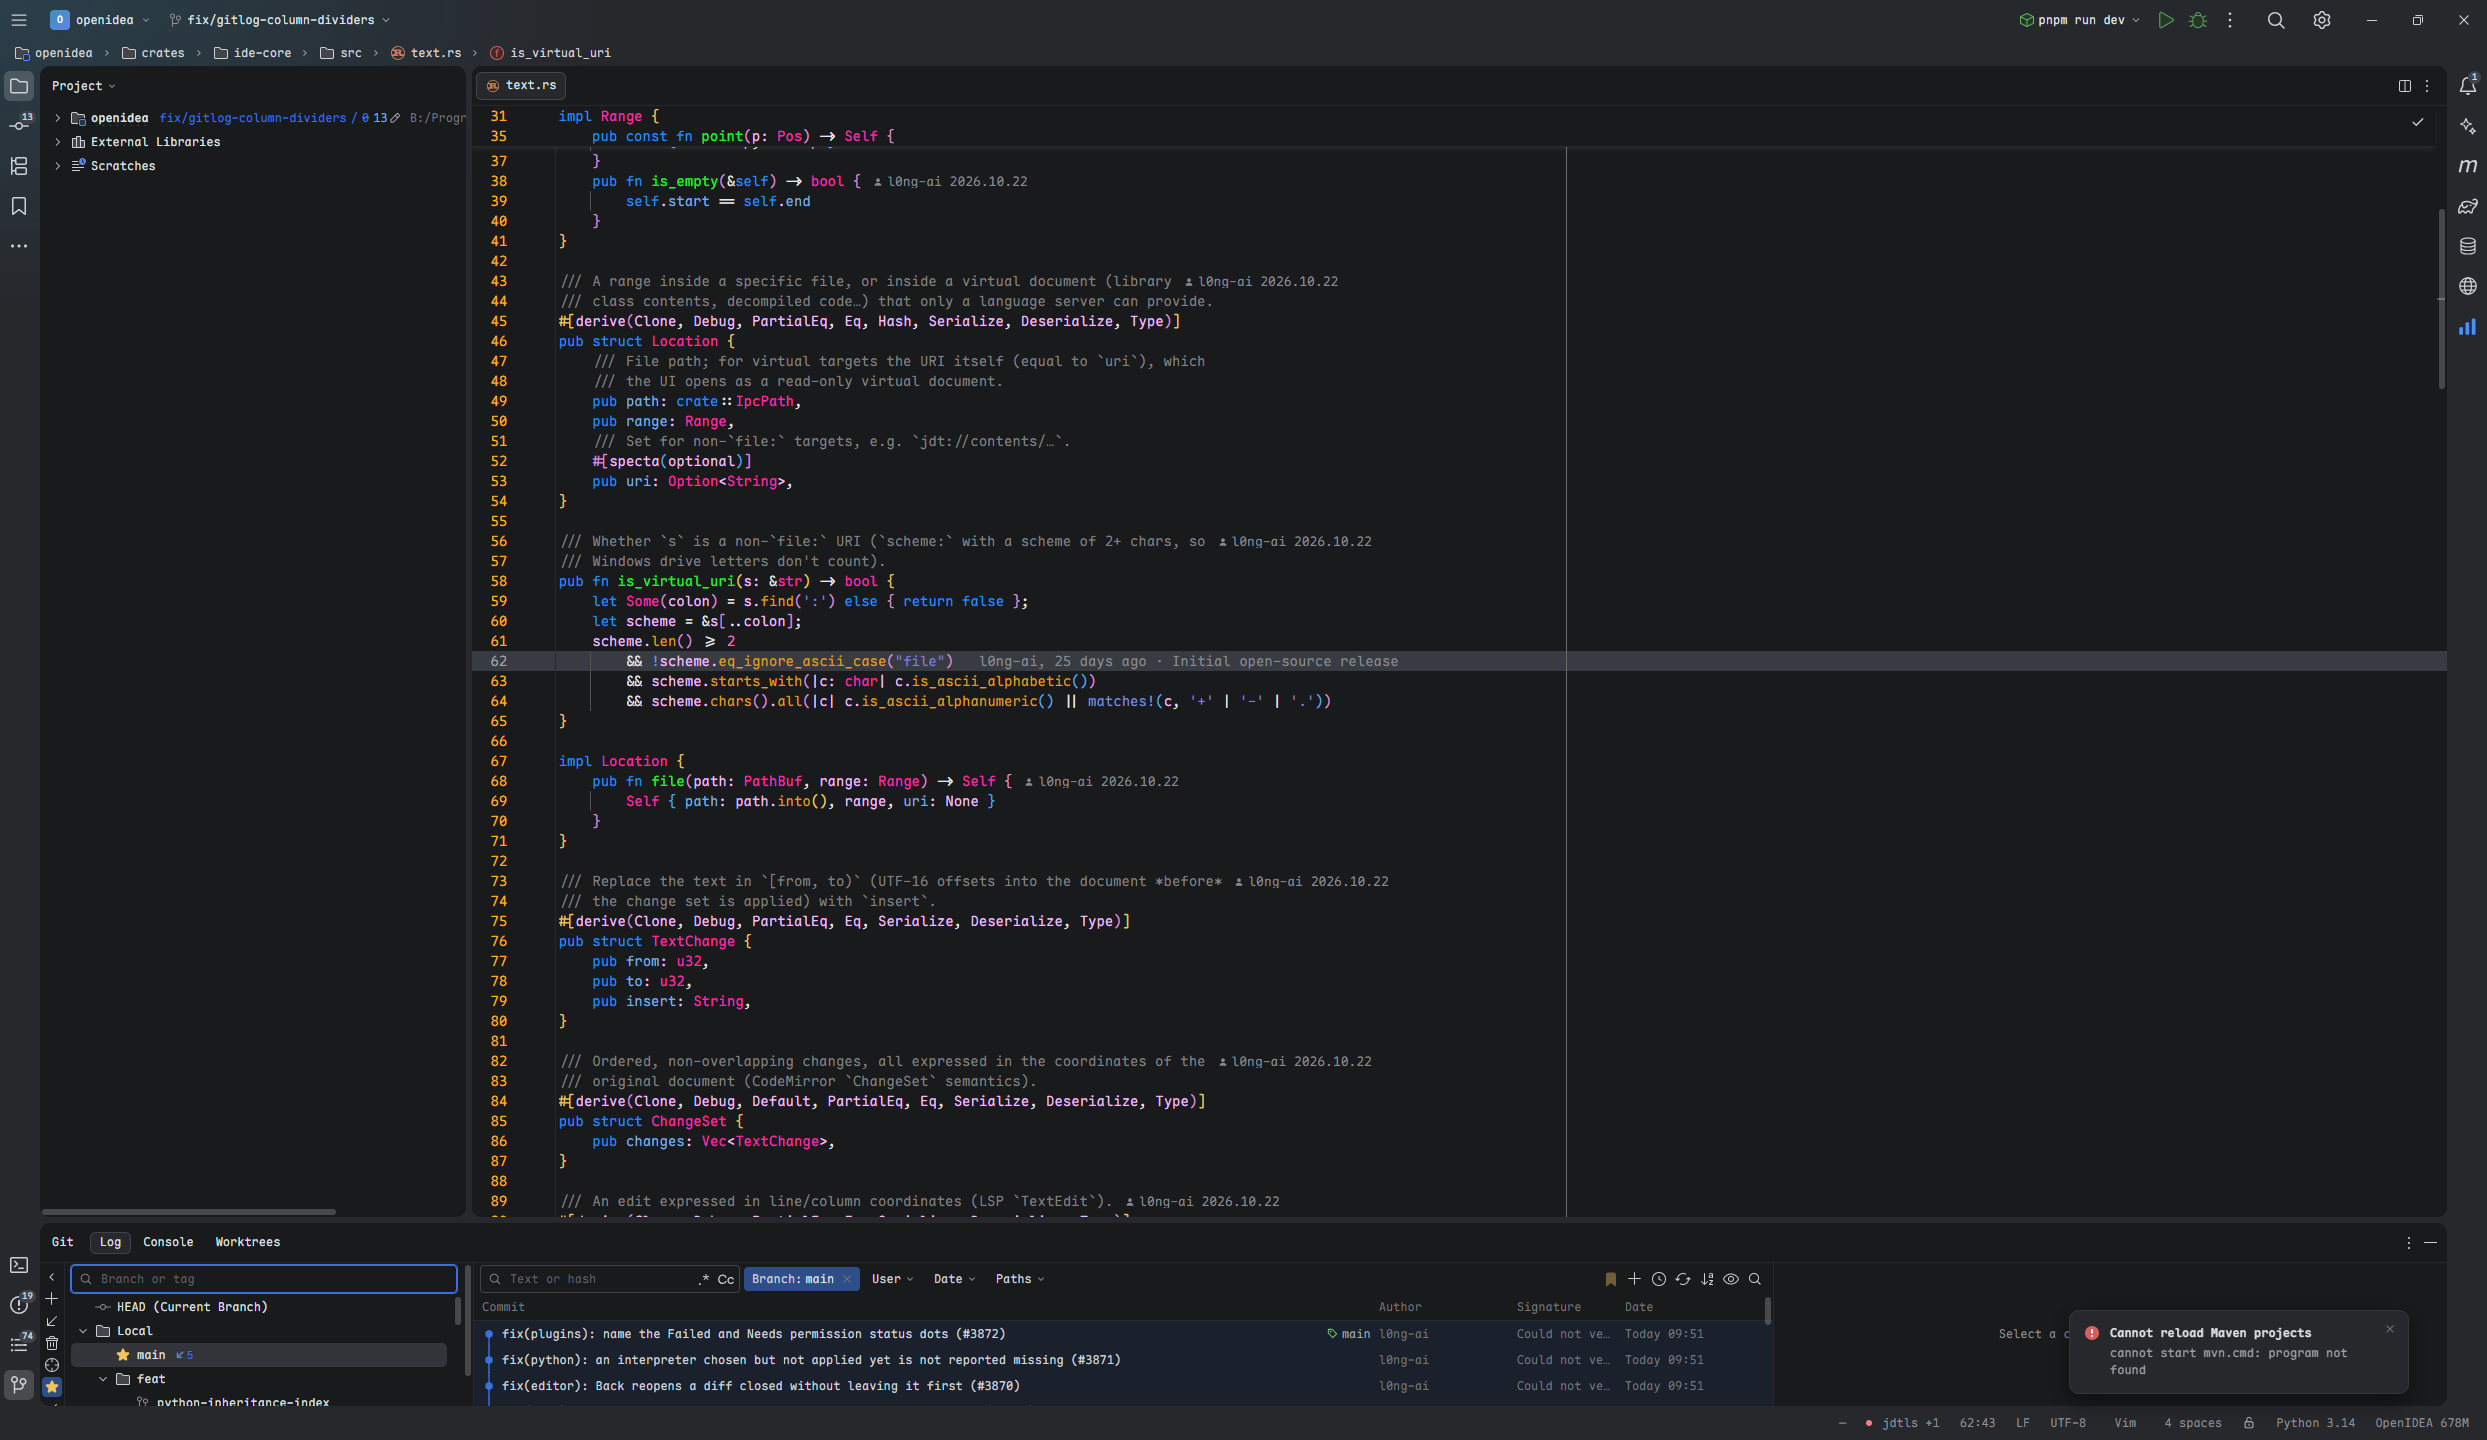 openidea
fix/gitlog-column-dividers
pnpm run dev
openidea › crates › ide-core › src › text.rs › is_virtual_uri
Project
openidea fix/gitlog-column-dividers / 13 B:/Progr
External Libraries
Scratches
13
text.rs
1
31 impl Range {
35 pub const fn point(p: Pos) -> Self {
37 }
38 pub fn is_empty(&self) -> bool { l0ng-ai 2026.10.22
39 self.start == self.end
40 }
41 }
42
43 /// A range inside a specific file, or inside a virtual document (library l0ng-ai 2026.10.22
44 /// class contents, decompiled code…) that only a language server can provide.
45 #[derive(Clone, Debug, PartialEq, Eq, Hash, Serialize, Deserialize, Type)]
46 pub struct Location {
47 /// File path; for virtual targets the URI itself (equal to `uri`), which
48 /// the UI opens as a read-only virtual document.
49 pub path: crate::IpcPath,
50 pub range: Range,
51 /// Set for non-`file:` targets, e.g. `jdt://contents/…`.
52 #[specta(optional)]
53 pub uri: Option<String>,
54 }
55
56 /// Whether `s` is a non-`file:` URI (`scheme:` with a scheme of 2+ chars, so l0ng-ai 2026.10.22
57 /// Windows drive letters don't count).
58 pub fn is_virtual_uri(s: &str) -> bool {
59 let Some(colon) = s.find(':') else { return false };
60 let scheme = &s[..colon];
61 scheme.len() >= 2
62 && !scheme.eq_ignore_ascii_case("file") l0ng-ai, 25 days ago · Initial open-source release
63 && scheme.starts_with(|c: char| c.is_ascii_alphabetic())
64 && scheme.chars().all(|c| c.is_ascii_alphanumeric() || matches!(c, '+' | '-' | '.'))
65 }
66
67 impl Location {
68 pub fn file(path: PathBuf, range: Range) -> Self { l0ng-ai 2026.10.22
69 Self { path: path.into(), range, uri: None }
70 }
71 }
72
73 /// Replace the text in `[from, to)` (UTF-16 offsets into the document *before* l0ng-ai 2026.10.22
74 /// the change set is applied) with `insert`.
75 #[derive(Clone, Debug, PartialEq, Eq, Serialize, Deserialize, Type)]
76 pub struct TextChange {
77 pub from: u32,
78 pub to: u32,
79 pub insert: String,
80 }
81
82 /// Ordered, non-overlapping changes, all expressed in the coordinates of the l0ng-ai 2026.10.22
83 /// original document (CodeMirror `ChangeSet` semantics).
84 #[derive(Clone, Debug, Default, PartialEq, Eq, Serialize, Deserialize, Type)]
85 pub struct ChangeSet {
86 pub changes: Vec<TextChange>,
87 }
88
89 /// An edit expressed in line/column coordinates (LSP `TextEdit`). l0ng-ai 2026.10.22
Git Log Console Worktrees
19
74
Branch or tag
HEAD (Current Branch)
Local
main 5
feat
python-inheritance-index
Text or hash .* Cc Branch: main User Date Paths
Commit Author Signature Date
fix(plugins): name the Failed and Needs permission status dots (#3872) main l0ng-ai Could not ve… Today 09:51
fix(python): an interpreter chosen but not applied yet is not reported missing (#3871) l0ng-ai Could not ve… Today 09:51
fix(editor): Back reopens a diff closed without leaving it first (#3870) l0ng-ai Could not ve… Today 09:51
Select a c
Cannot reload Maven projects
cannot start mvn.cmd: program not
found
jdtls +1 62:43 LF UTF-8 Vim 4 spaces Python 3.14 OpenIDEA 678M